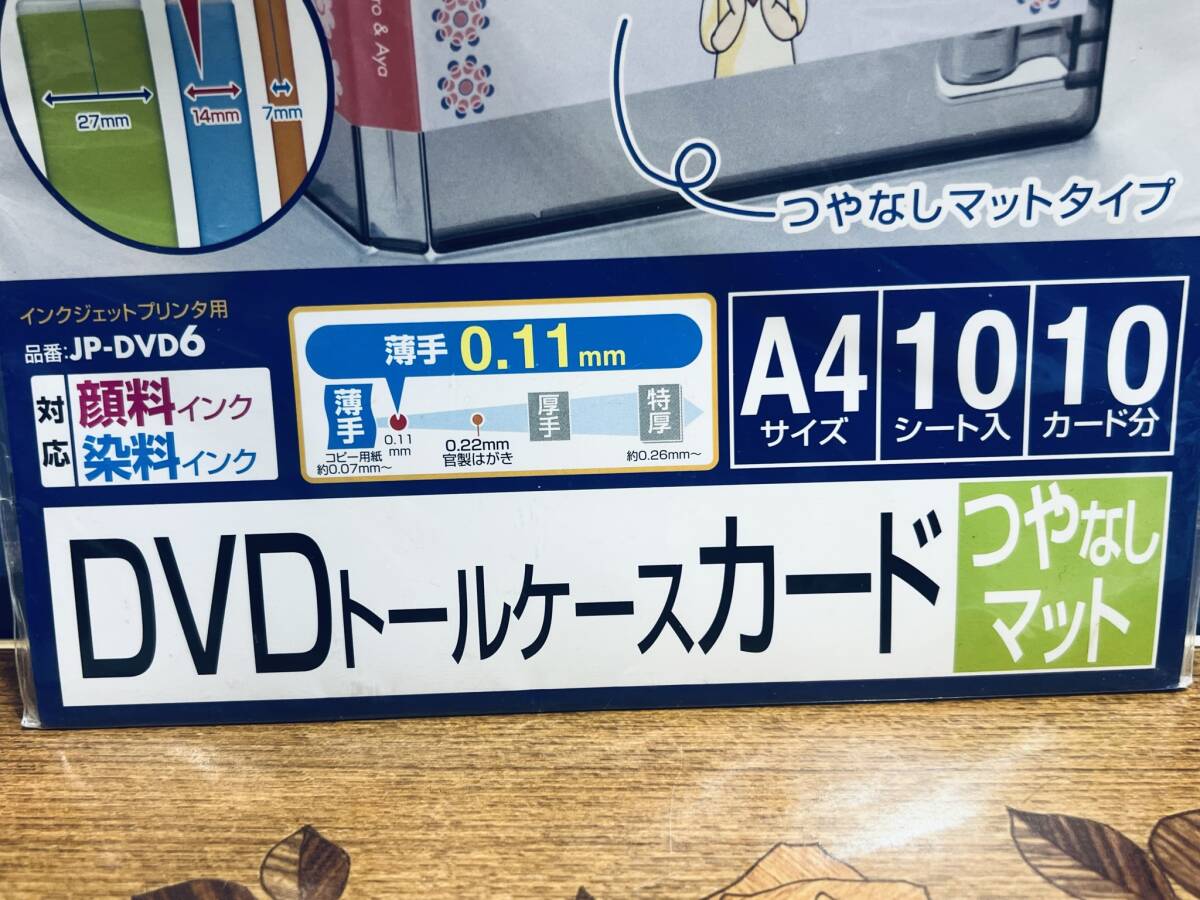 ro & Aya
27mm
14mm
7mm
つやなしマットタイプ
インクジェットプリンタ用
品番:JP-DVD6
対応
顔料インク
染料インク
薄手 0.11mm
薄手
0.11
mm
厚手
特厚
コピー用紙
約0.07mm~
0.22mm
官製はがき
約0.26mm~
A4
サイズ
10
シート入
10
カード分
DVDトールケースカード
つやなし
マット